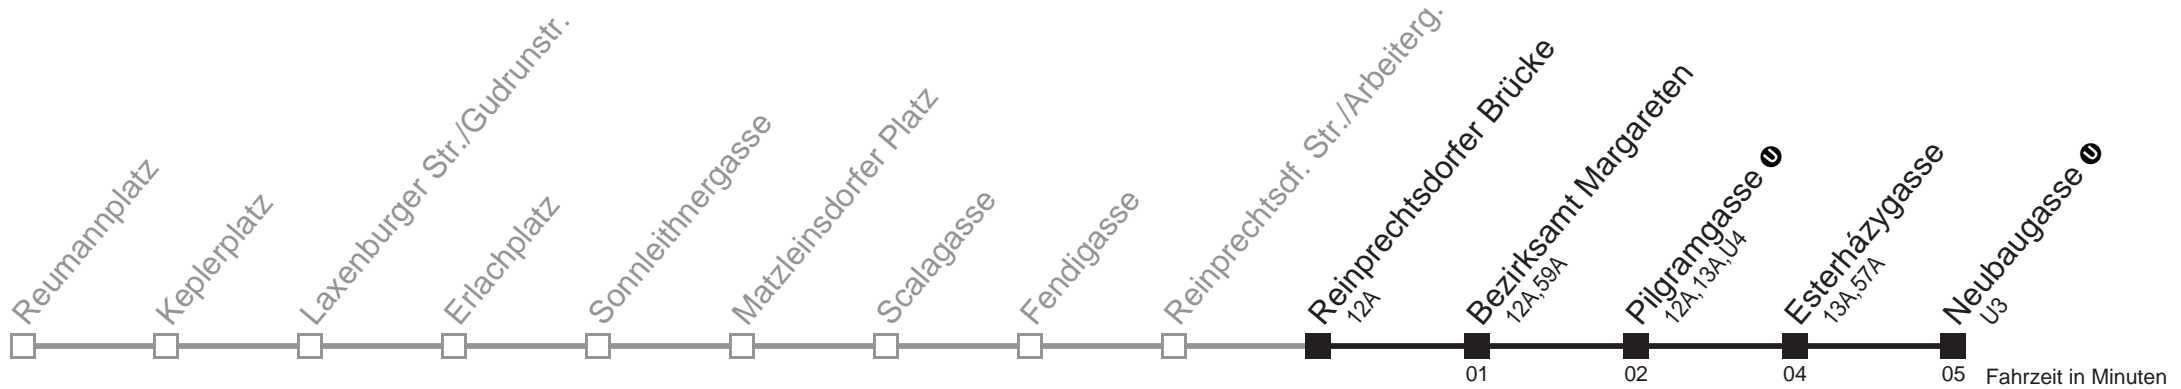 Reumannplatz
Keplerplatz
Laxenburger Str./Gudrunstr.
Erlachplatz
Sonnleithnergasse
Matzleinsdorfer Platz
Scalagasse
Fendigasse
Reinprechtsdf. Str./Arbeiterg.
Reinprechtsdorfer Brücke
12A
Bezirksamt Margareten
12A,59A
Pilgramgasse U
12A,13A,U4
Esterházygasse
13A,57A
Neubaugasse U
U3
01 02 04 05 Fahrzeit in Minuten